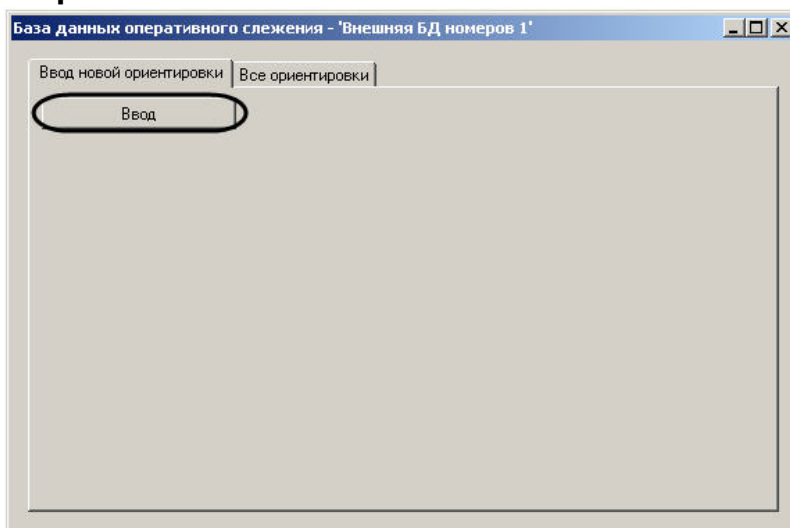 База данных оперативного слежения - 'Внешняя БД номеров 1'
Ввод новой ориентировки Все ориентировки
Ввод